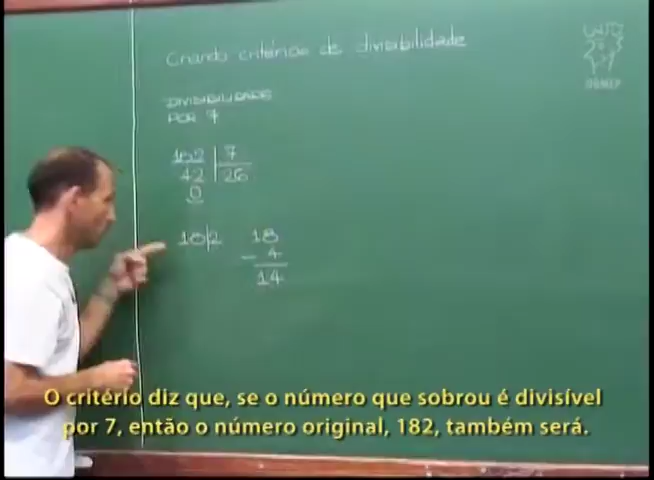 Criando critérios de divisibilidade
OBMEP
DIVISIBILIDADE
POR 7
182 | 7
42 26
0
18|2 18
- 4
14
O critério diz que, se o número que sobrou é divisível
por 7, então o número original, 182, também será.